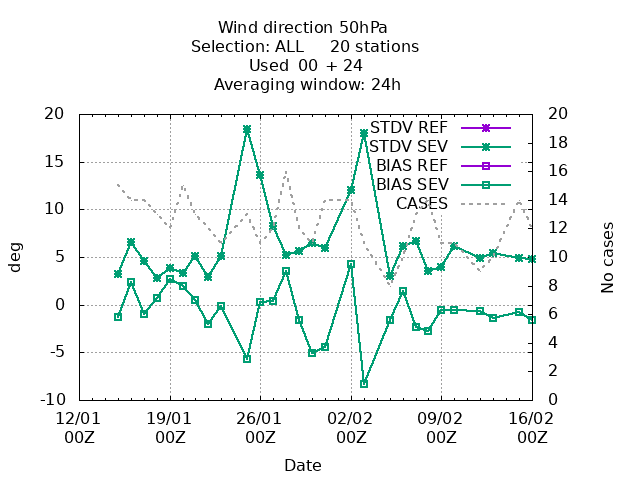 Wind direction 50hPa
Selection: ALL 20 stations
Used 00 + 24
Averaging window: 24h
20
15
10
5
0
-5
-10
deg
STDV REF
STDV SEV
BIAS REF
BIAS SEV
CASES
20
18
16
14
12
10
8
6
4
2
0
No cases
12/01 19/01 26/01 02/02 09/02 16/02
00Z 00Z 00Z 00Z 00Z 00Z
Date